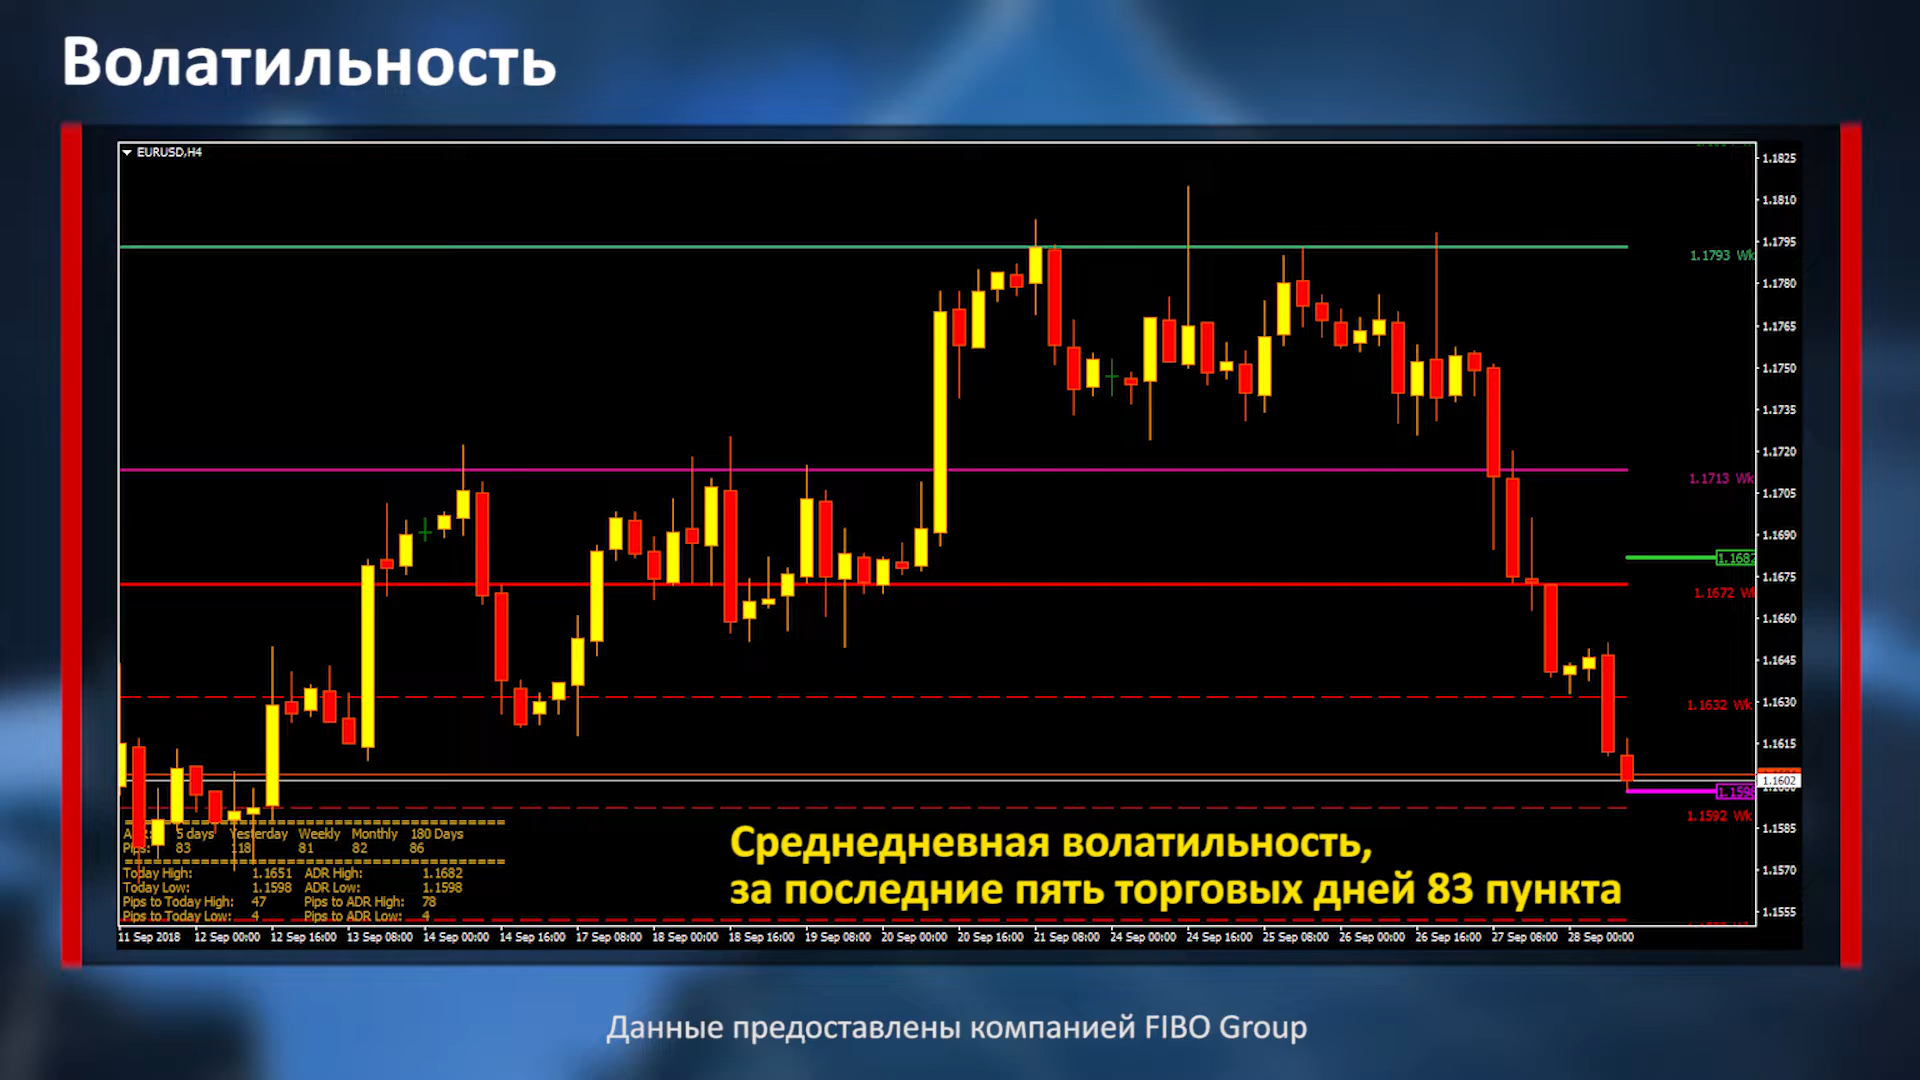 Волатильность
EURUSD,H4
1.1825
1.1810
1.1795
1.1793 Wk
1.1780
1.1765
1.1750
1.1735
1.1720
1.1713 Wk
1.1705
1.1690
1.1682
1.1675
1.1672 W
1.1660
1.1645
1.1630
1.1632 Wk
1.1615
1.1602
1.1598
1.1592 Wk
1.1585
1.1570
1.1555
5 days Yesterday Weekly Monthly 180 Days
Pips: 83 118 81 82 86
Today High: 1.1651 ADR High: 1.1682
Today Low: 1.1598 ADR Low: 1.1598
Pips to Today High: 47 Pips to ADR High: 78
Pips to Today Low: 4 Pips to ADR Low: 4
Среднедневная волатильность,
за последние пять торговых дней 83 пункта
11 Sep 2018 12 Sep 00:00 12 Sep 16:00 13 Sep 08:00 14 Sep 00:00 14 Sep 16:00 17 Sep 08:00 18 Sep 00:00 18 Sep 16:00 19 Sep 08:00 20 Sep 00:00 20 Sep 16:00 21 Sep 08:00 24 Sep 00:00 24 Sep 16:00 25 Sep 08:00 26 Sep 00:00 26 Sep 16:00 27 Sep 08:00 28 Sep 00:00
Данные предоставлены компанией FIBO Group